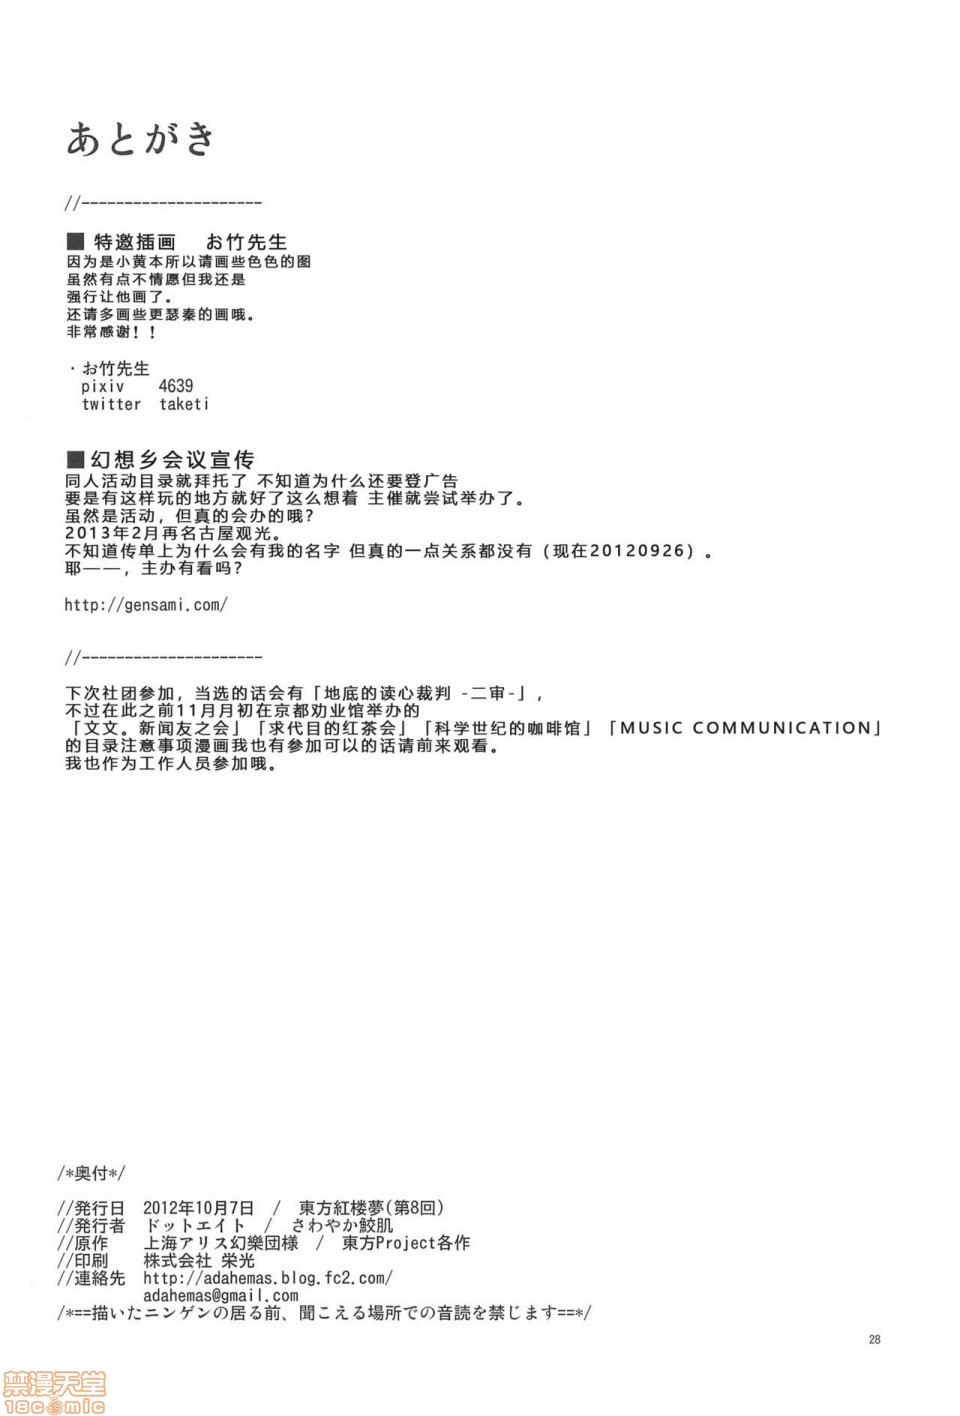 あとがき
//---------------------
■ 特邀插画　お竹先生
因为是小黄本所以请画些色色的图
虽然有点不情愿但我还是
强行让他画了。
还请多画些更瑟秦的画哦。
非常感谢！！
・お竹先生
pixiv　4639
twitter　taketi
■幻想乡会议宣传
同人活动目录就拜托了 不知道为什么还要登广告
要是有这样玩的地方就好了这么想着 主催就尝试举办了。
虽然是活动，但真的会办的哦？
2013年2月再名古屋观光。
不知道传单上为什么会有我的名字 但真的一点关系都没有（现在20120926）。
耶——，主办有看吗？
http://gensami.com/
//---------------------
下次社团参加，当选的话会有「地底的读心裁判 -二审-」，
不过在此之前11月月初在京都劝业馆举办的
「文文。新闻友之会」「求代目的红茶会」「科学世纪的咖啡馆」「MUSIC COMMUNICATION」
的目录注意事项漫画我也有参加可以的话请前来观看。
我也作为工作人员参加哦。
/*奥付*/
//発行日　2012年10月7日　/　東方紅楼夢(第8回)
//発行者　ドットエイト　/　さわやか鮫肌
//原作　上海アリス幻樂団様　/　東方Project各作
//印刷　株式会社 栄光
//連絡先　http://adahemas.blog.fc2.com/
adahemas@gmail.com
/*==描いたニンゲンの居る前、聞こえる場所での音読を禁じます==*/
28
禁漫天堂
18comic